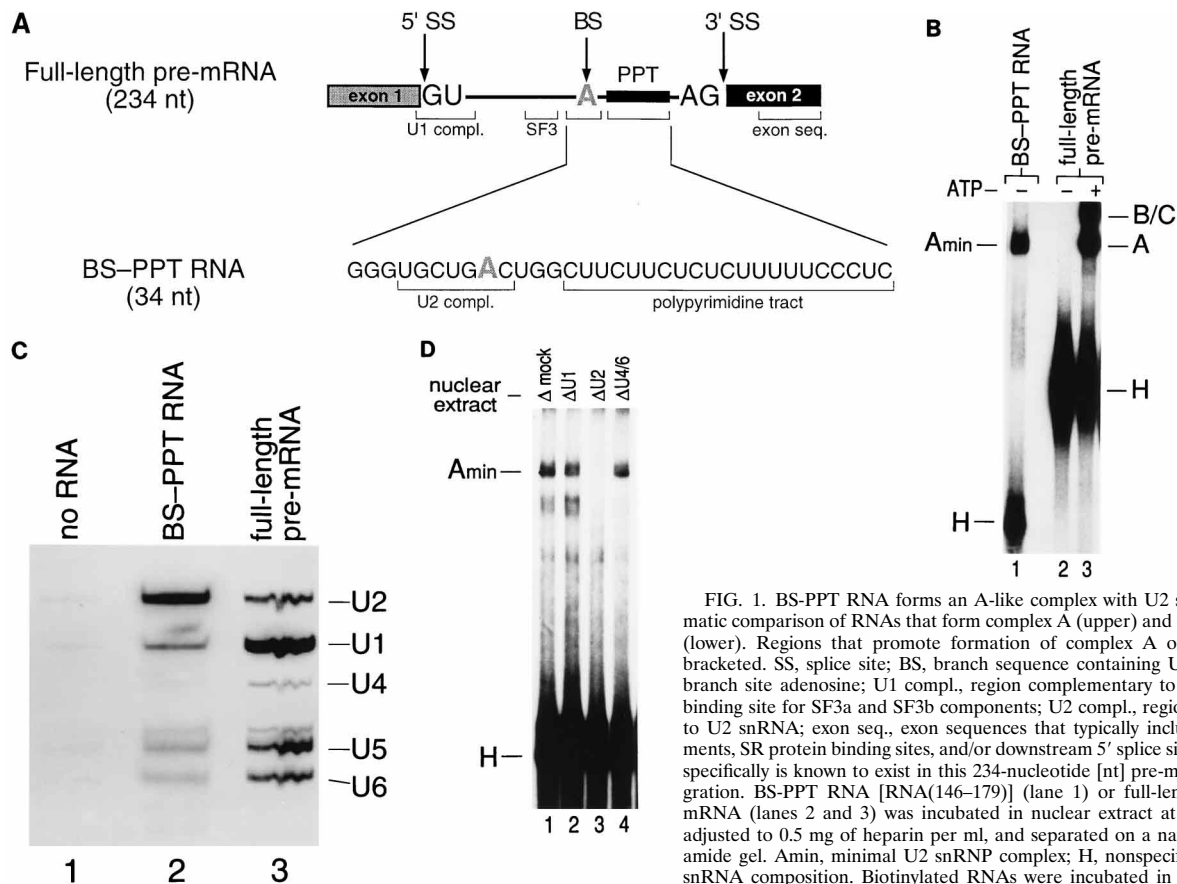 A
5′ SS
BS
3′ SS
Full-length pre-mRNA
(234 nt)
PPT
exon 1
GU
A
AG
exon 2
U1 compl.
SF3
exon seq.
BS–PPT RNA
(34 nt)
GGGUGCUGACUGGCUUCUUCUCUCUUUUUCCCUC
U2 compl.
polypyrimidine tract
B
BS–PPT RNA
full-length
pre-mRNA
ATP – – – +
B/C
Amin
A
H
H
1 2 3
C
no RNA
BS–PPT RNA
full-length
pre-mRNA
U2
U1
U4
U5
U6
1 2 3
D
nuclear
extract
Δ mock
ΔU1
ΔU2
ΔU4/6
Amin
H
1 2 3 4
FIG. 1. BS-PPT RNA forms an A-like complex with U2 s
matic comparison of RNAs that form complex A (upper) and
(lower). Regions that promote formation of complex A o
bracketed. SS, splice site; BS, branch sequence containing U
branch site adenosine; U1 compl., region complementary to
binding site for SF3a and SF3b components; U2 compl., regio
to U2 snRNA; exon seq., exon sequences that typically inclu
ments, SR protein binding sites, and/or downstream 5′ splice si
specifically is known to exist in this 234-nucleotide [nt] pre-m
gration. BS-PPT RNA [RNA(146–179)] (lane 1) or full-len
mRNA (lanes 2 and 3) was incubated in nuclear extract at
adjusted to 0.5 mg of heparin per ml, and separated on a na
amide gel. Amin, minimal U2 snRNP complex; H, nonspecif
snRNA composition. Biotinylated RNAs were incubated in